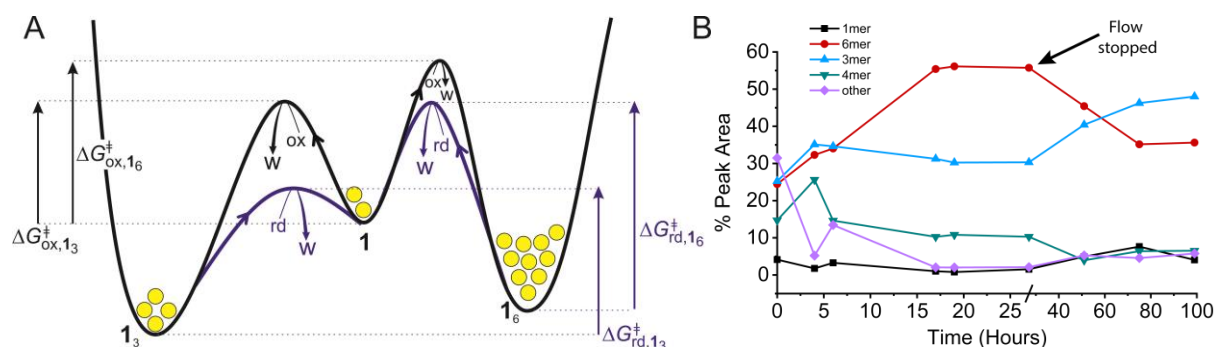 A
ΔG‡ox,1₃
ΔG‡ox,1₆
w
ox
rd
w
1₃
1
ox
w
w
rd
1₆
ΔG‡rd,1₆
ΔG‡rd,1₃
B
1mer
6mer
3mer
4mer
other
Flow
stopped
% Peak Area
60
50
40
30
20
10
0
0
5
10
15
20
25
40
60
80
100
Time (Hours)